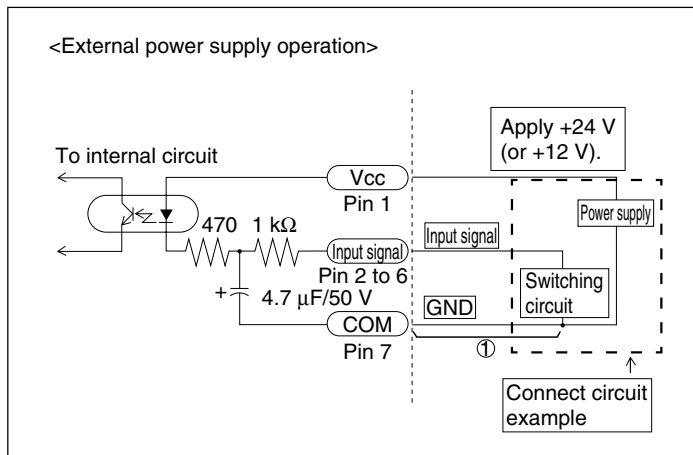 <External power supply operation>
Apply +24 V
(or +12 V).
To internal circuit
Vcc
Pin 1
Power supply
470
1 kΩ
Input signal
Input signal
Pin 2 to 6
Switching
circuit
+
4.7 µF/50 V
GND
COM
Pin 7
①
Connect circuit
example